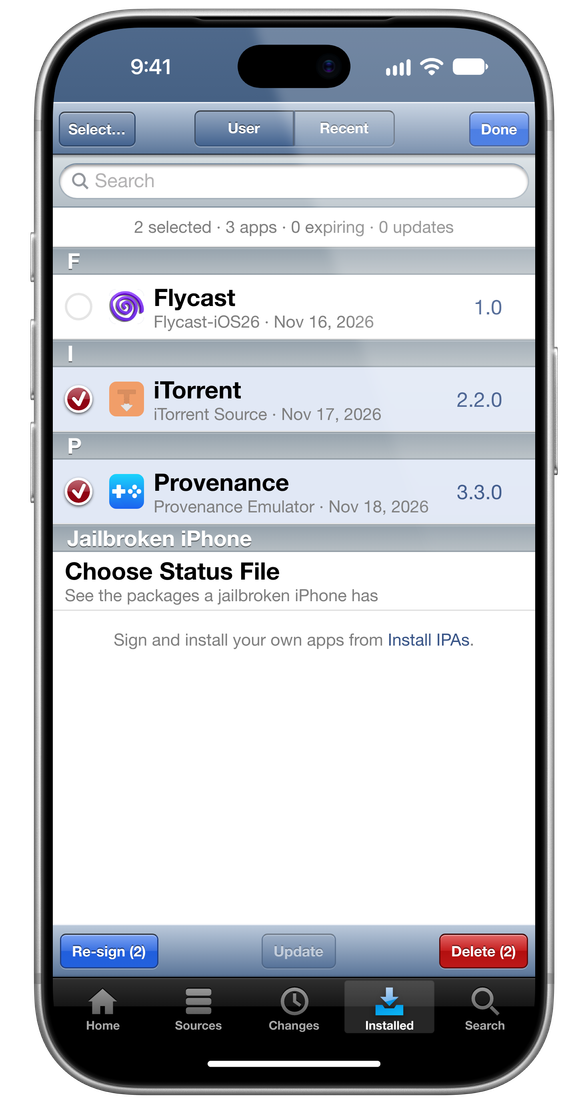 9:41
Select...
User
Recent
Done
Search
2 selected · 3 apps · 0 expiring · 0 updates
F
Flycast
Flycast-iOS26 · Nov 16, 2026
1.0
I
iTorrent
iTorrent Source · Nov 17, 2026
2.2.0
P
Provenance
Provenance Emulator · Nov 18, 2026
3.3.0
Jailbroken iPhone
Choose Status File
See the packages a jailbroken iPhone has
Sign and install your own apps from Install IPAs.
Re-sign (2)
Update
Delete (2)
Home
Sources
Changes
Installed
Search